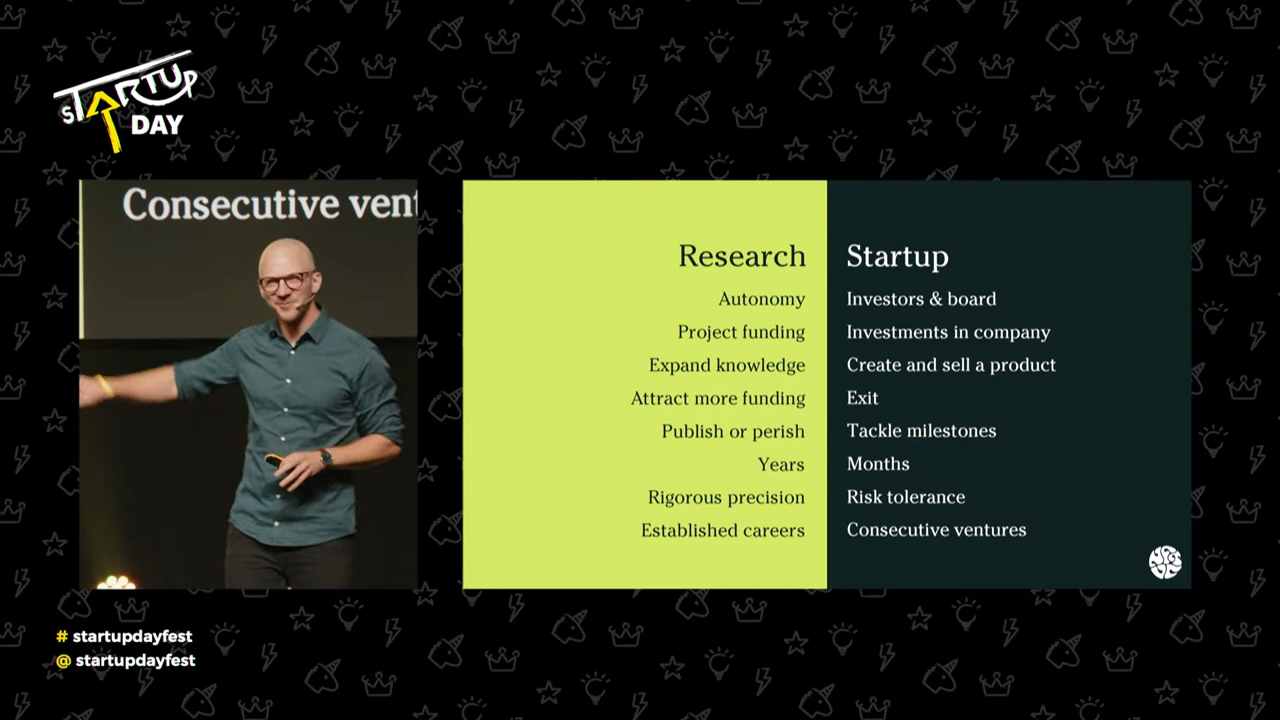 STARTUP
DAY
Consecutive vent
Research
Startup
Autonomy
Investors & board
Project funding
Investments in company
Expand knowledge
Create and sell a product
Attract more funding
Exit
Publish or perish
Tackle milestones
Years
Months
Rigorous precision
Risk tolerance
Established careers
Consecutive ventures
# startupdayfest
@ startupdayfest